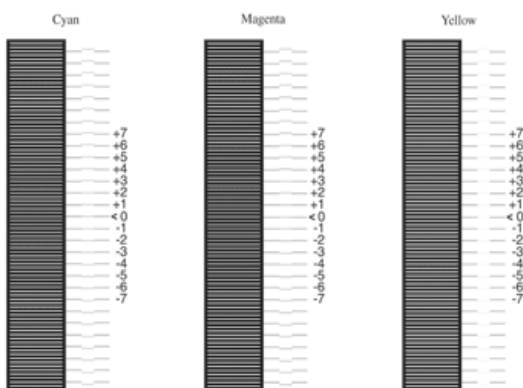 Cyan Magenta Yellow
+7 +7 +7
+6 +6 +6
+5 +5 +5
+4 +4 +4
+3 +3 +3
+2 +2 +2
+1 +1 +1
<0 <0 <0
-1 -1 -1
-2 -2 -2
-3 -3 -3
-4 -4 -4
-5 -5 -5
-6 -6 -6
-7 -7 -7